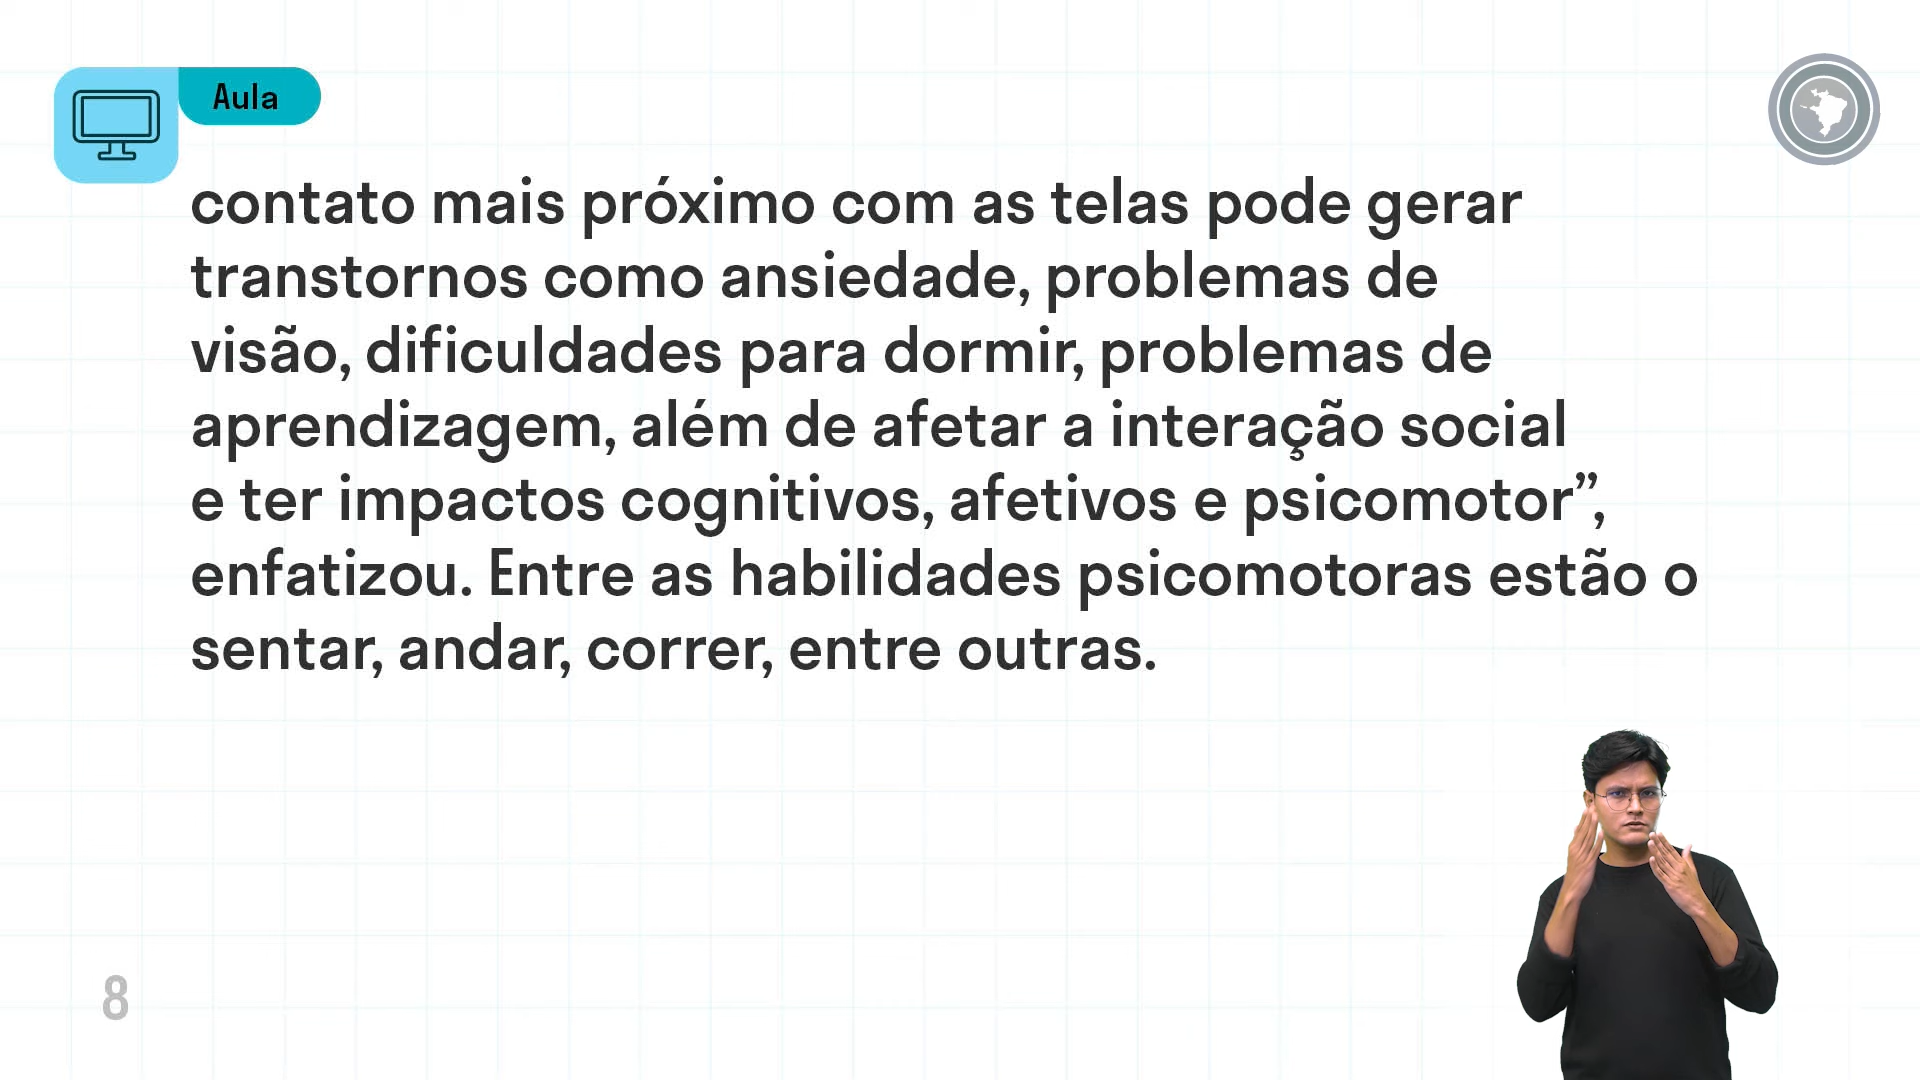 Aula
contato mais próximo com as telas pode gerar
transtornos como ansiedade, problemas de
visão, dificuldades para dormir, problemas de
aprendizagem, além de afetar a interação social
e ter impactos cognitivos, afetivos e psicomotor”,
enfatizou. Entre as habilidades psicomotoras estão o
sentar, andar, correr, entre outras.
8